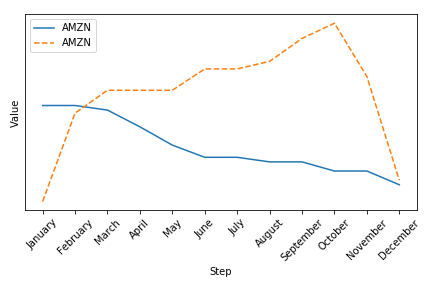 AMZN
AMZN
Value
January
February
March
April
May
June
July
August
September
October
November
December
Step